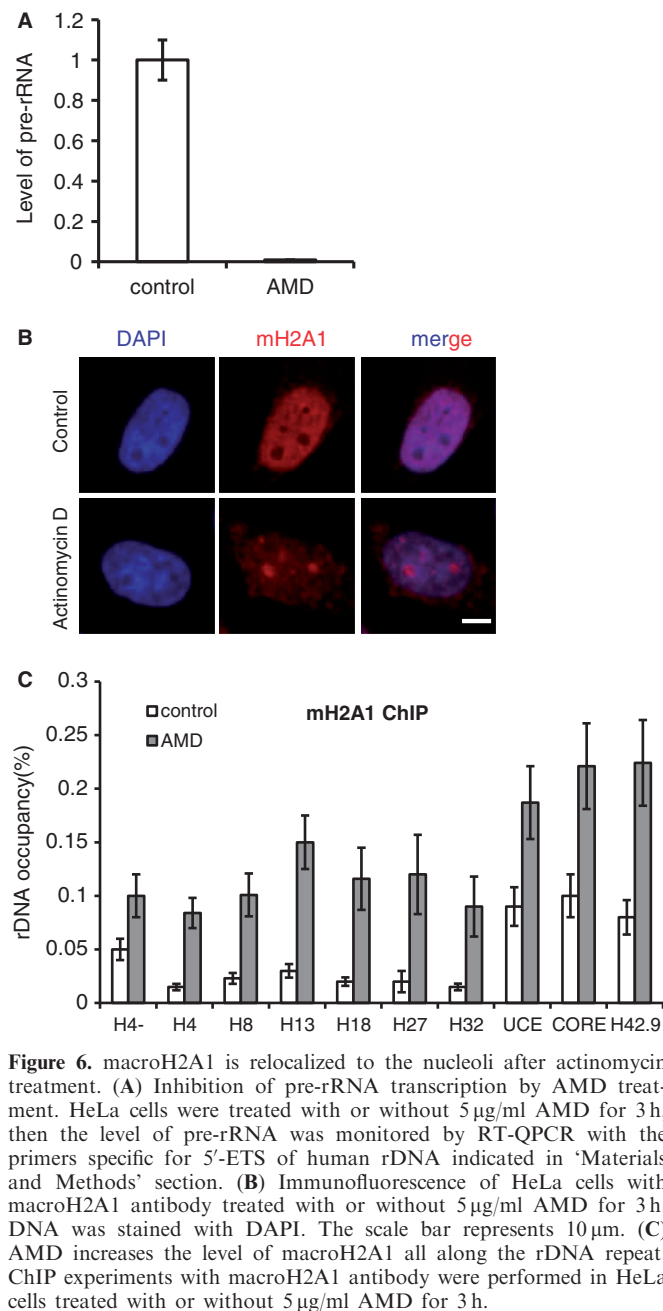 A
1.2
1
0.8
0.6
0.4
0.2
0
Level of pre-rRNA
control AMD
B
DAPI mH2A1 merge
Control
Actinomycin D
C
0.3
0.25
0.2
0.15
0.1
0.05
0
rDNA occupancy(%)
control
AMD
mH2A1 ChIP
H4- H4 H8 H13 H18 H27 H32 UCE CORE H42.9
Figure 6. macroH2A1 is relocalized to the nucleoli after actinomycin
treatment. (A) Inhibition of pre-rRNA transcription by AMD treat-
ment. HeLa cells were treated with or without 5 μg/ml AMD for 3 h,
then the level of pre-rRNA was monitored by RT-QPCR with the
primers specific for 5′-ETS of human rDNA indicated in ‘Materials
and Methods’ section. (B) Immunofluorescence of HeLa cells with
macroH2A1 antibody treated with or without 5 μg/ml AMD for 3 h
DNA was stained with DAPI. The scale bar represents 10 μm. (C)
AMD increases the level of macroH2A1 all along the rDNA repeat.
ChIP experiments with macroH2A1 antibody were performed in HeLa
cells treated with or without 5 μg/ml AMD for 3 h.